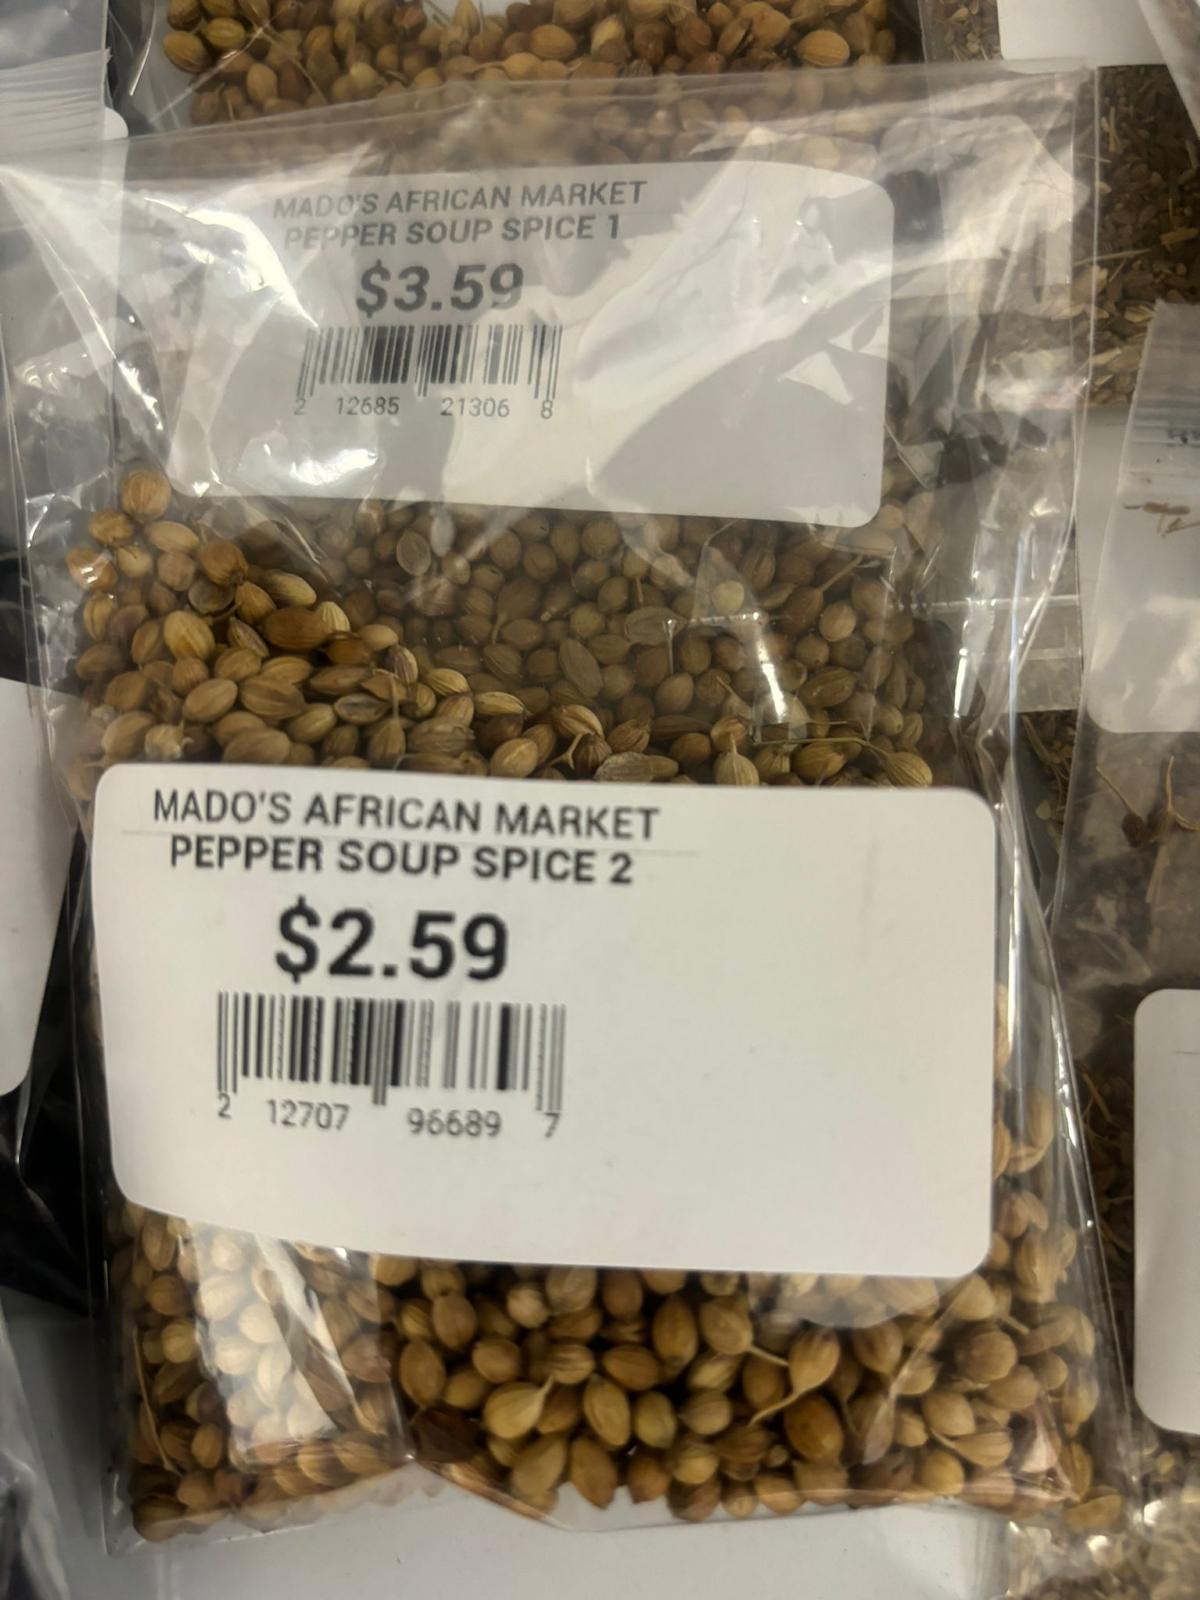 MADO'S AFRICAN MARKET
PEPPER SOUP SPICE 1
$3.59
2 12685 21306 8
MADO'S AFRICAN MARKET
PEPPER SOUP SPICE 2
$2.59
2 12707 96689 7